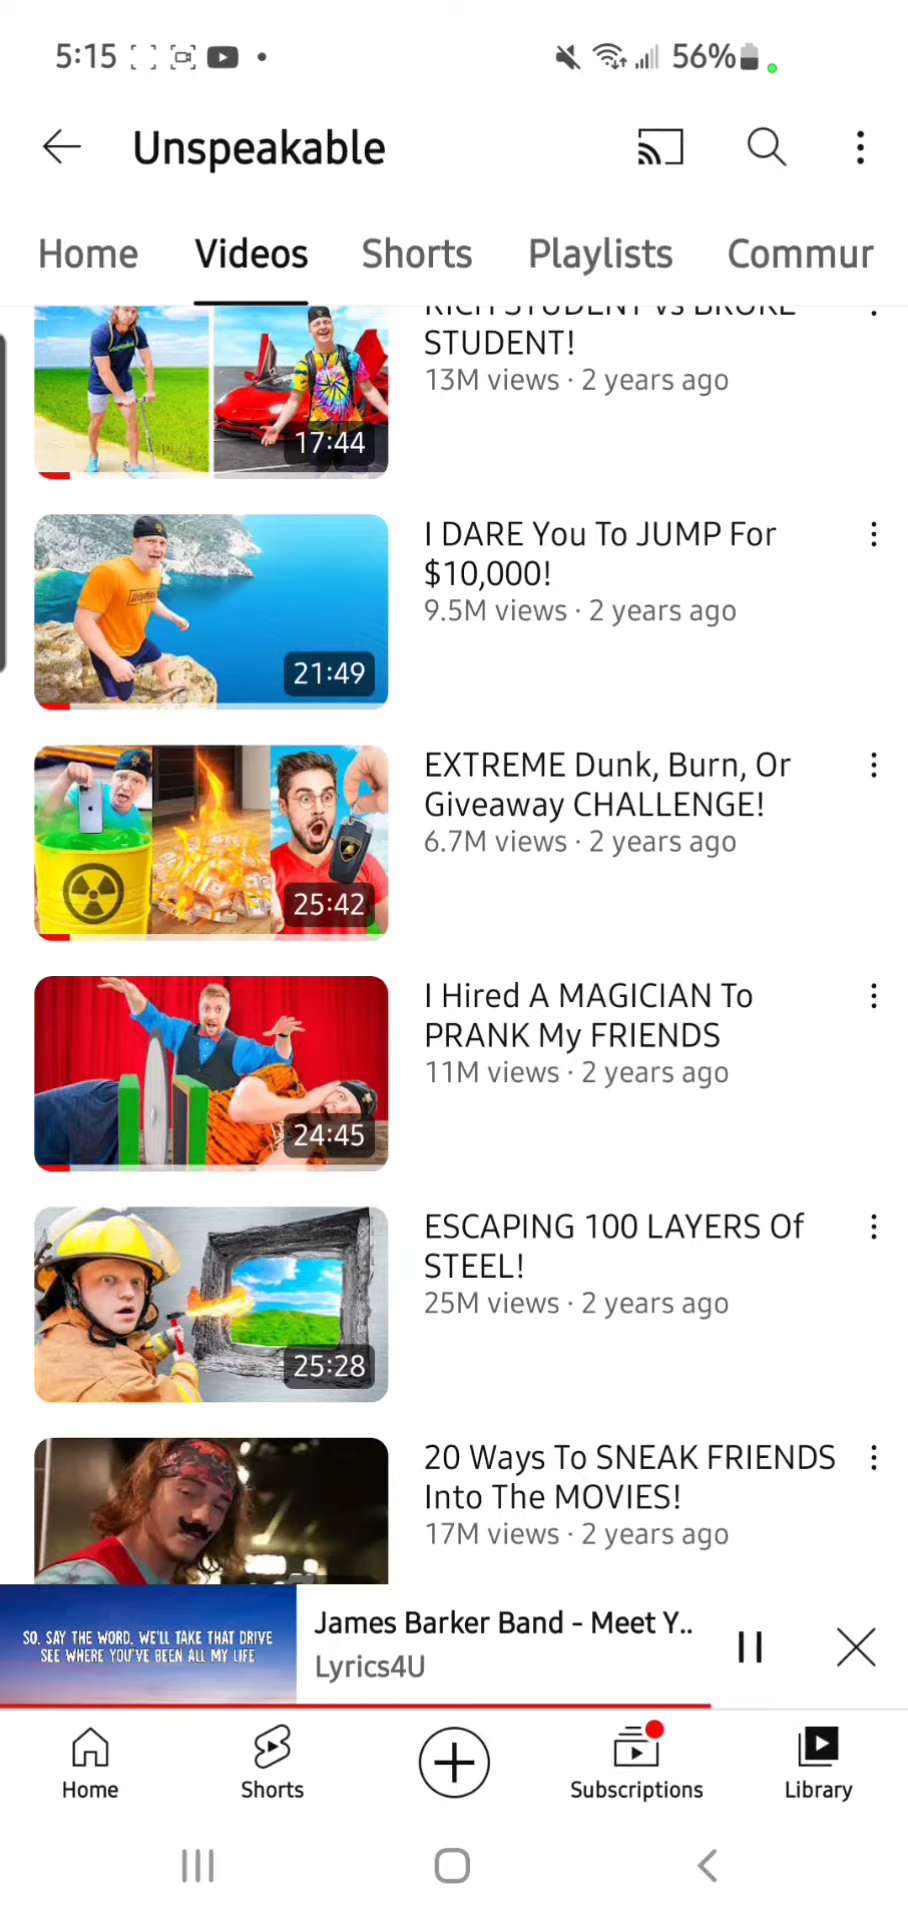 5:15
56%
Unspeakable
Home Videos Shorts Playlists Commur
RICH STUDENT Vs BROKE
STUDENT!
13M views · 2 years ago
17:44
I DARE You To JUMP For
$10,000!
9.5M views · 2 years ago
21:49
EXTREME Dunk, Burn, Or
Giveaway CHALLENGE!
6.7M views · 2 years ago
25:42
I Hired A MAGICIAN To
PRANK My FRIENDS
11M views · 2 years ago
24:45
ESCAPING 100 LAYERS Of
STEEL!
25M views · 2 years ago
25:28
20 Ways To SNEAK FRIENDS
Into The MOVIES!
17M views · 2 years ago
SO, SAY THE WORD, WE'LL TAKE THAT DRIVE
SEE WHERE YOU'VE BEEN ALL MY LIFE
James Barker Band - Meet Y..
Lyrics4U
Home Shorts Subscriptions Library